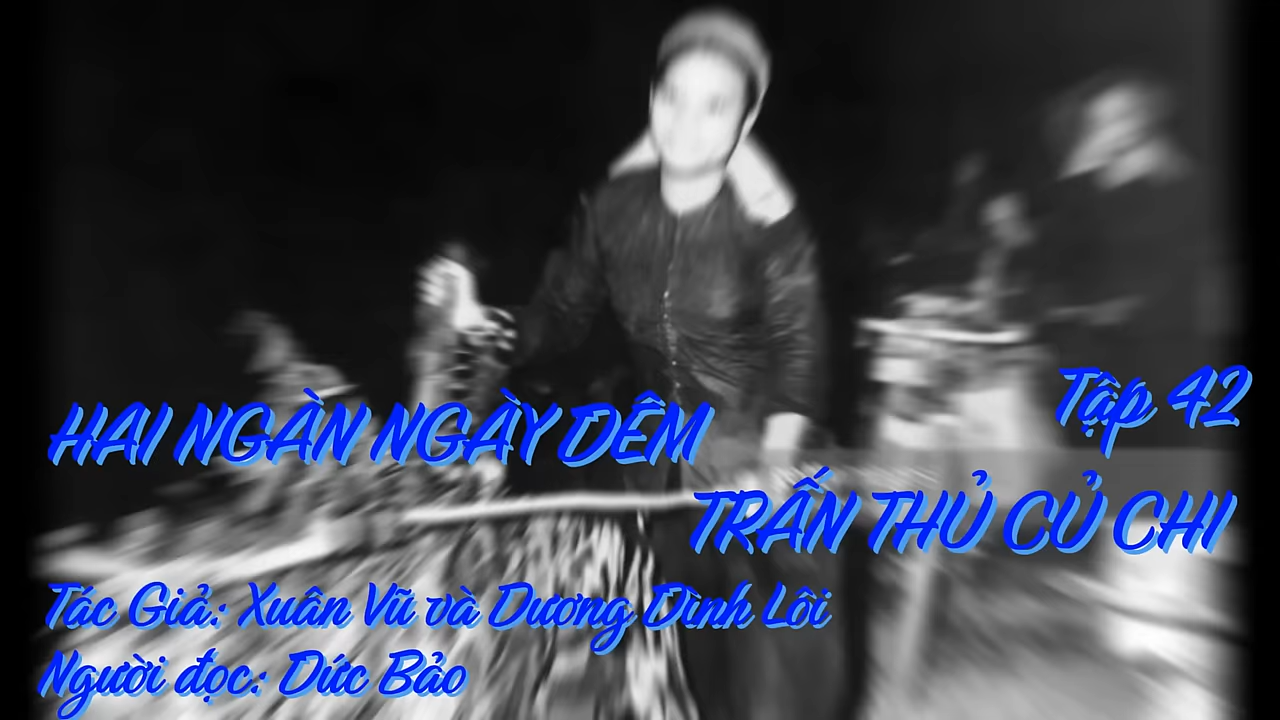 Tập 42
HAI NGÀN NGÀY ĐÊM
TRẤN THỦ CỦ CHI
Tác Giả: Xuân Vũ và Dương Đình Lôi
Người đọc: Đức Bảo